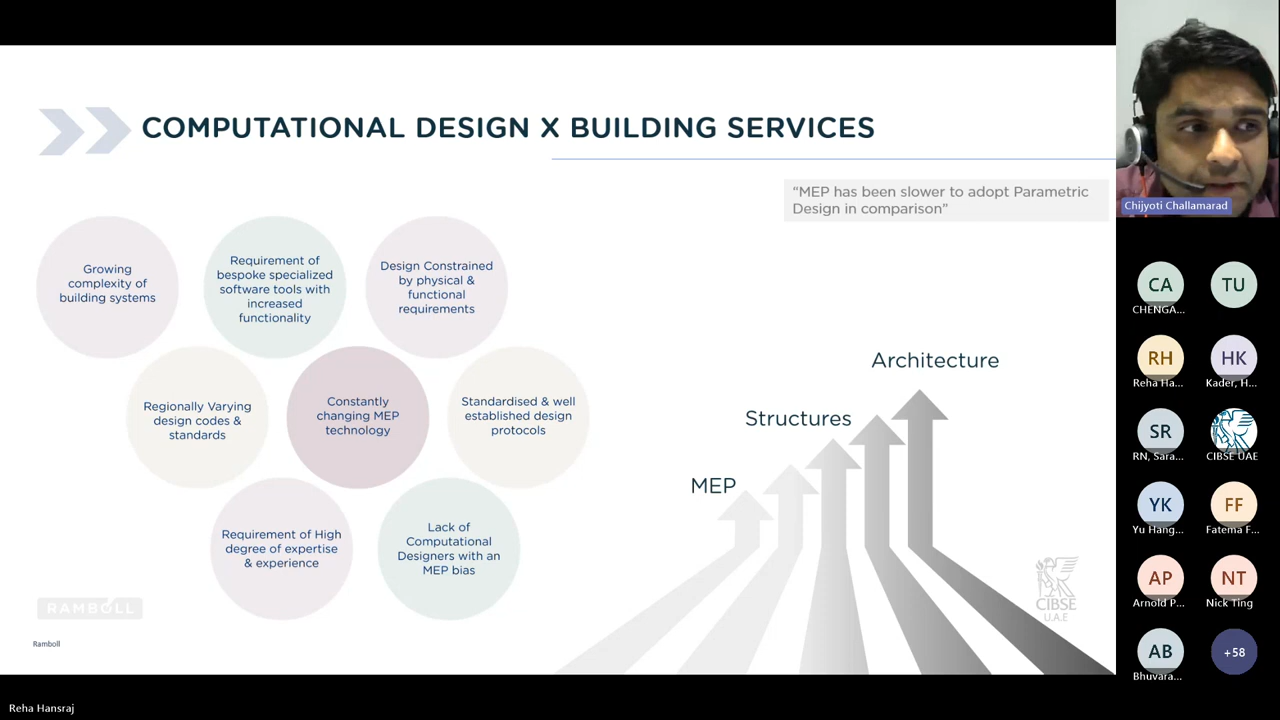 COMPUTATIONAL DESIGN X BUILDING SERVICES
“MEP has been slower to adopt Parametric
Design in comparison”
Growing
complexity of
building systems
Requirement of
bespoke specialized
software tools with
increased
functionality
Design Constrained
by physical &
functional
requirements
Regionally Varying
design codes &
standards
Constantly
changing MEP
technology
Standardised & well
established design
protocols
Requirement of High
degree of expertise
& experience
Lack of
Computational
Designers with an
MEP bias
Architecture
Structures
MEP
RAMBOLL
Ramboll
CIBSE
U.A.E
Chijyoti Challamarad
CA
CHENGA...
TU
RH
Reha Ha...
HK
Kader, H...
SR
RN, Sara...
CIBSE UAE
YK
Yu Hang...
FF
Fatema F...
AP
Arnold P...
NT
Nick Ting
AB
Bhuvara...
+58
Reha Hansraj